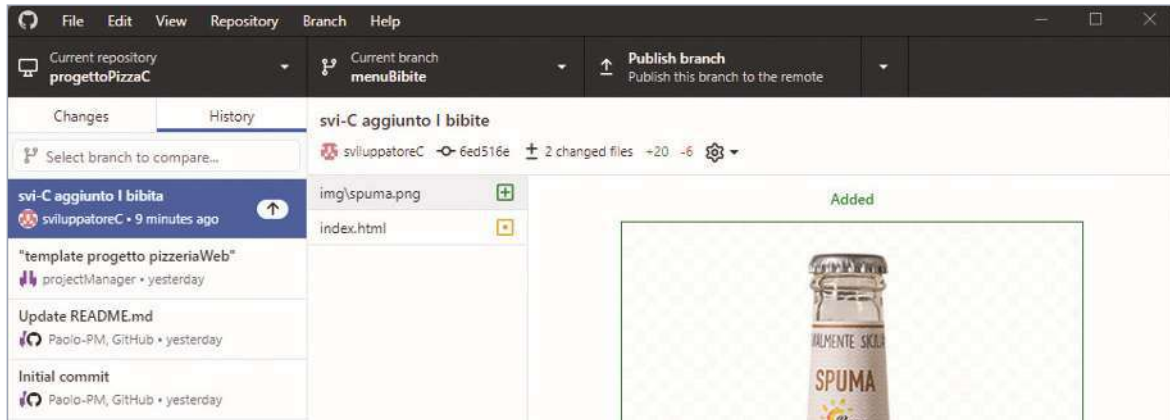 File Edit View Repository Branch Help
Current repository
progettoPizzaC
Current branch
menuBibite
Publish branch
Publish this branch to the remote
Changes History
Select branch to compare...
svi-C aggiunto I bibita
sviluppatoreC • 9 minutes ago
"template progetto pizzeriaWeb"
projectManager • yesterday
Update README.md
Paolo-PM, GitHub • yesterday
Initial commit
Paolo-PM, GitHub • yesterday
svi-C aggiunto I bibite
sviluppatoreC 6ed516e 2 changed files +20 -6
img\spuma.png
index.html
Added
ALMENTE SICIL
SPUMA